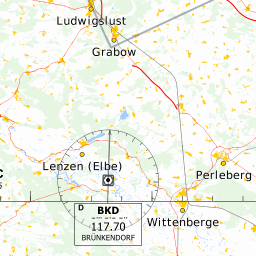 Ludwigslust
Grabow
Lenzen (Elbe)
Perleberg
C
D
BKD
117.70
BRÜNKENDORF
Wittenberge